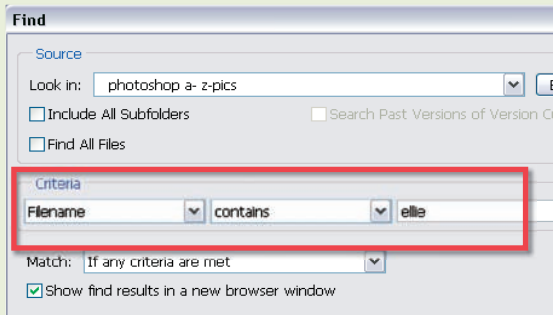 Find
Source
Look in: photoshop a- z-pics
Include All Subfolders Search Past Versions of Version
Find All Files
Criteria
Filename contains ellie
Match: If any criteria are met
Show find results in a new browser window